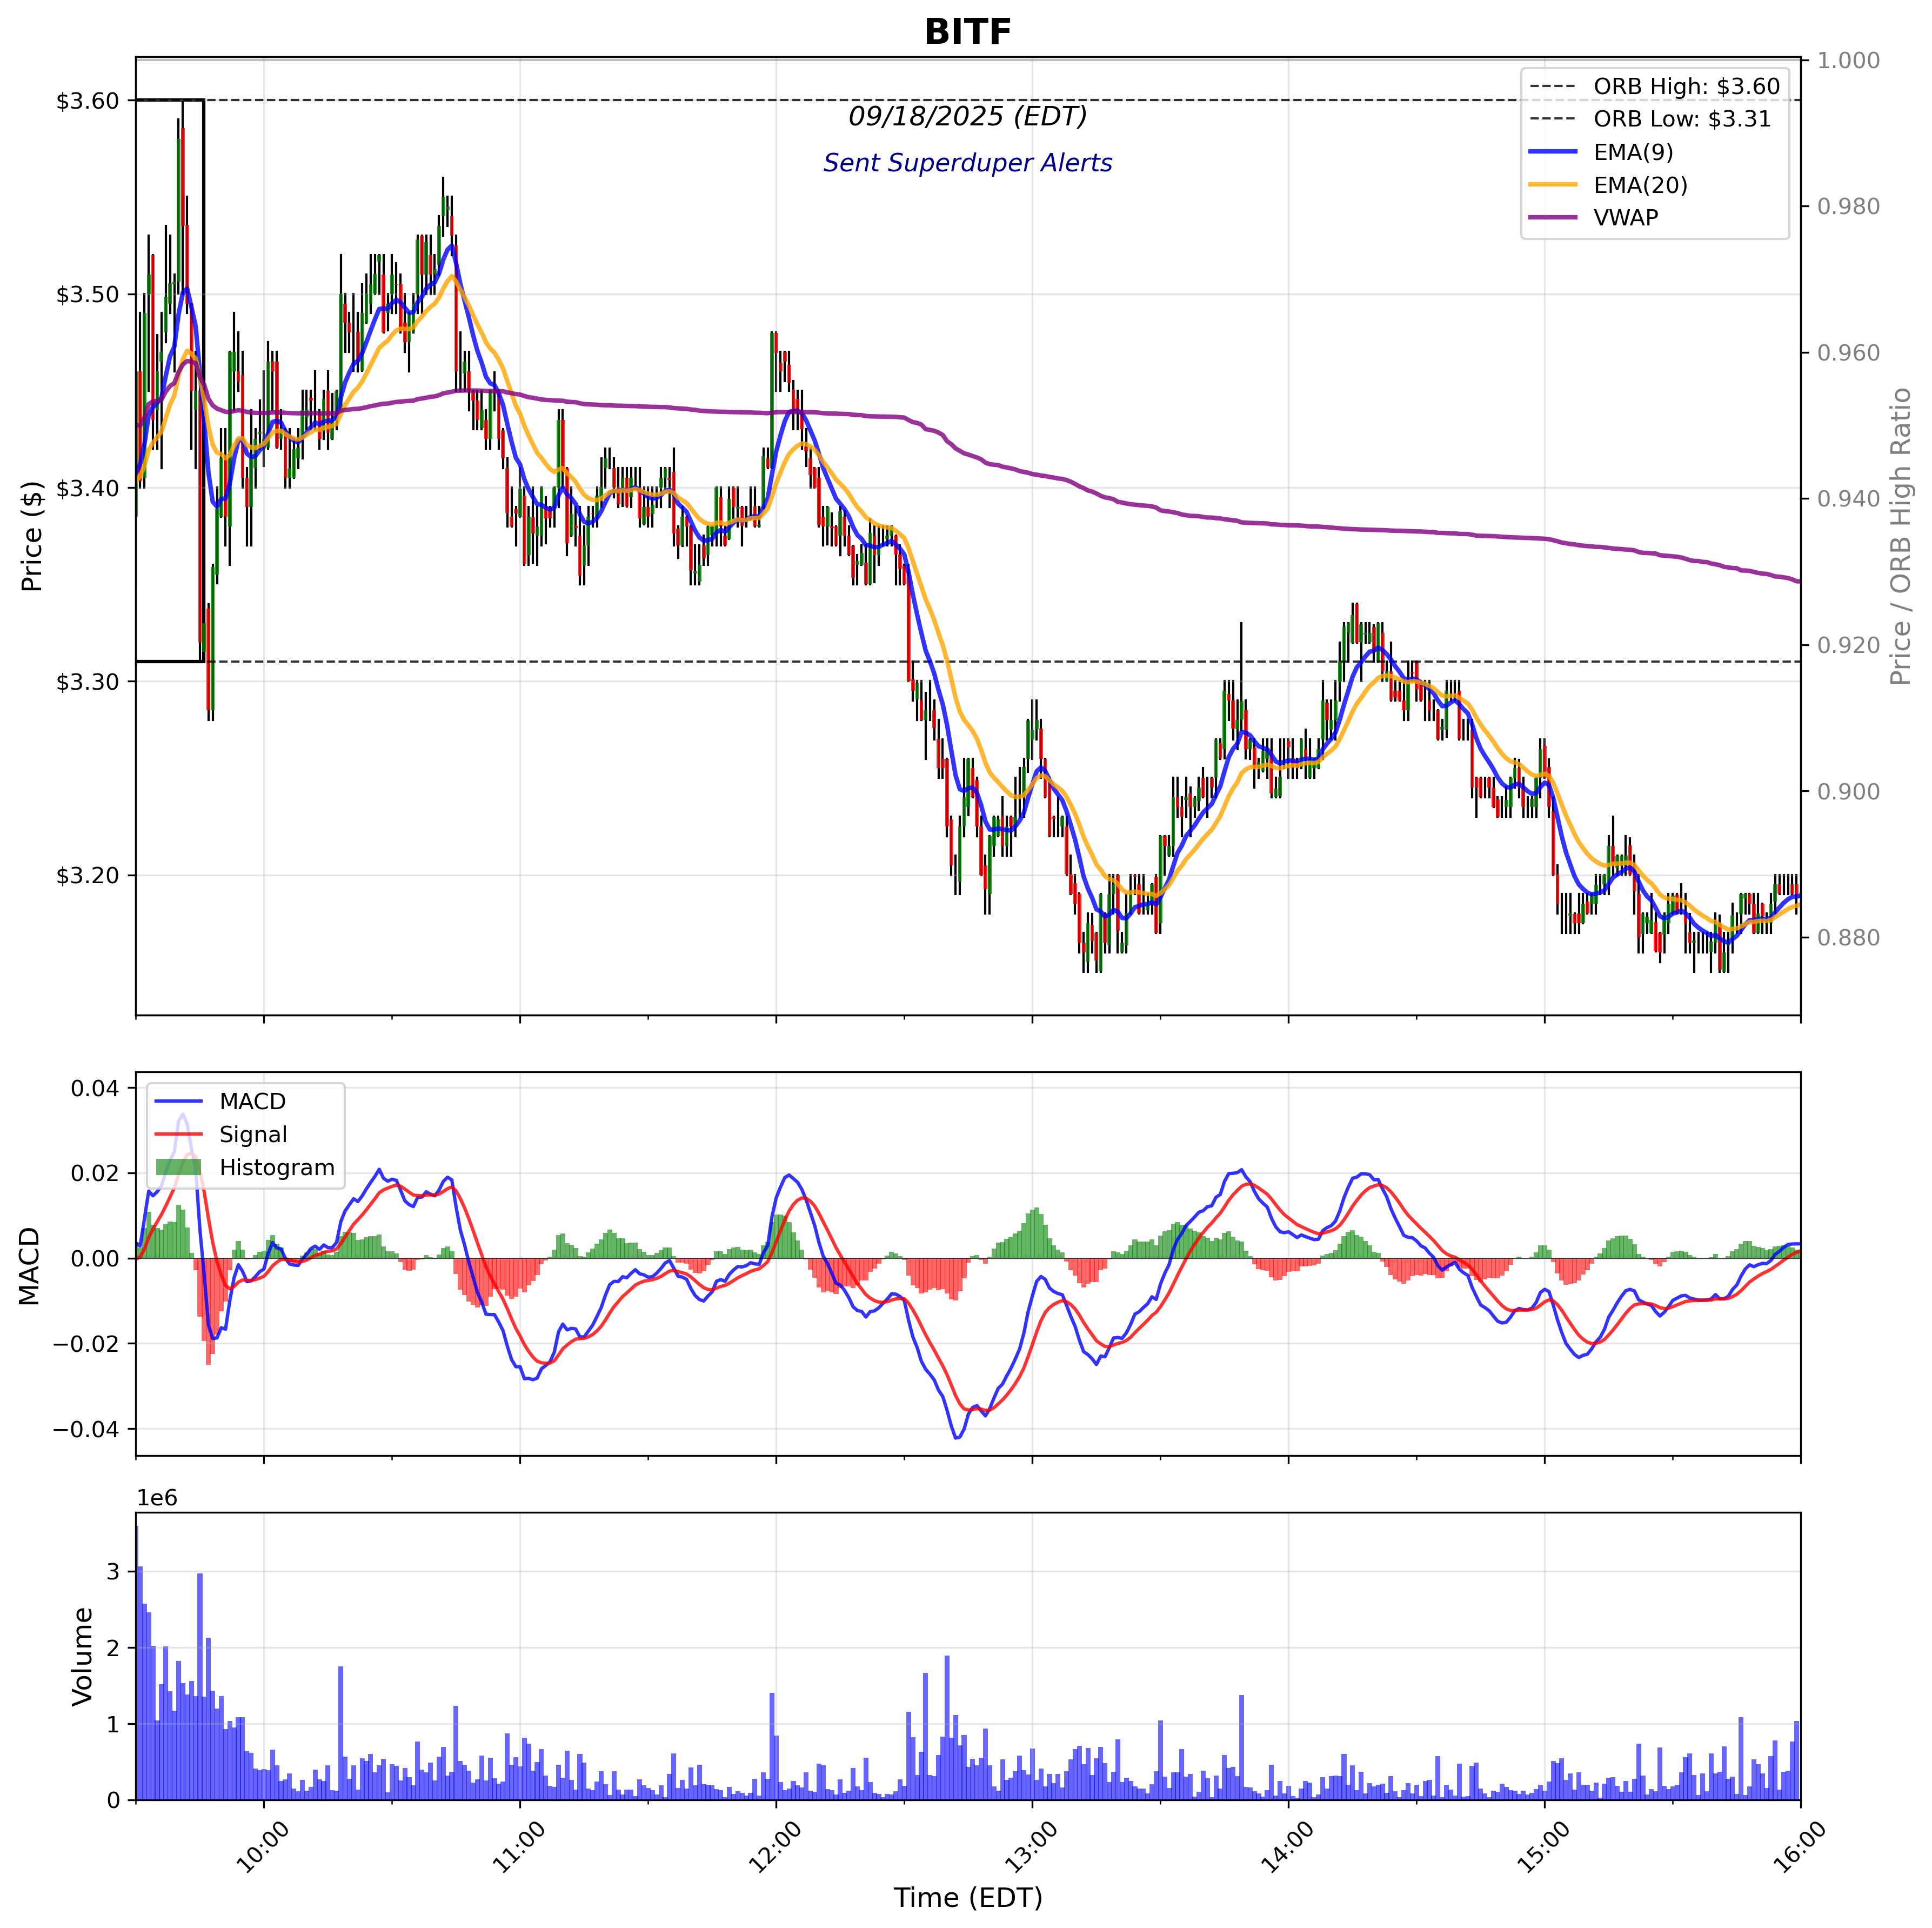 BITF
09/18/2025 (EDT)
Sent Superduper Alerts
ORB High: $3.60
ORB Low: $3.31
EMA(9)
EMA(20)
VWAP
Price ($)
$3.60
$3.50
$3.40
$3.30
$3.20
Price / ORB High Ratio
1.000
0.980
0.960
0.940
0.920
0.900
0.880
MACD
0.04
0.02
0.00
−0.02
−0.04
MACD
Signal
Histogram
1e6
Volume
3
2
1
0
10:00
11:00
12:00
13:00
14:00
15:00
16:00
Time (EDT)